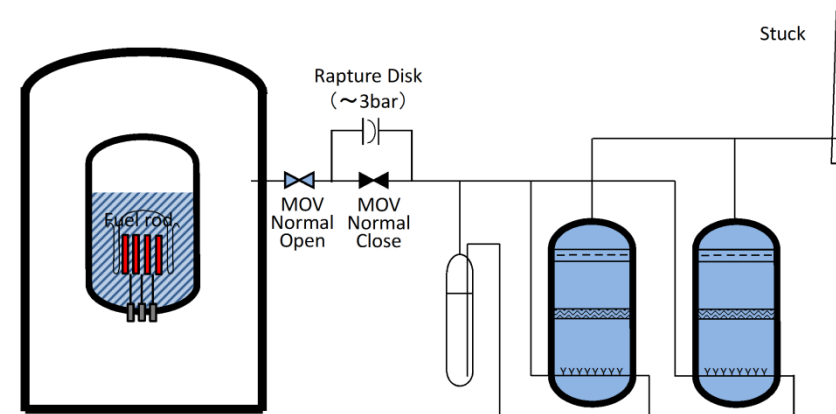 Stuck
Rapture Disk
（～3bar）
MOV
Normal
Open
MOV
Normal
Close
Fuel rod